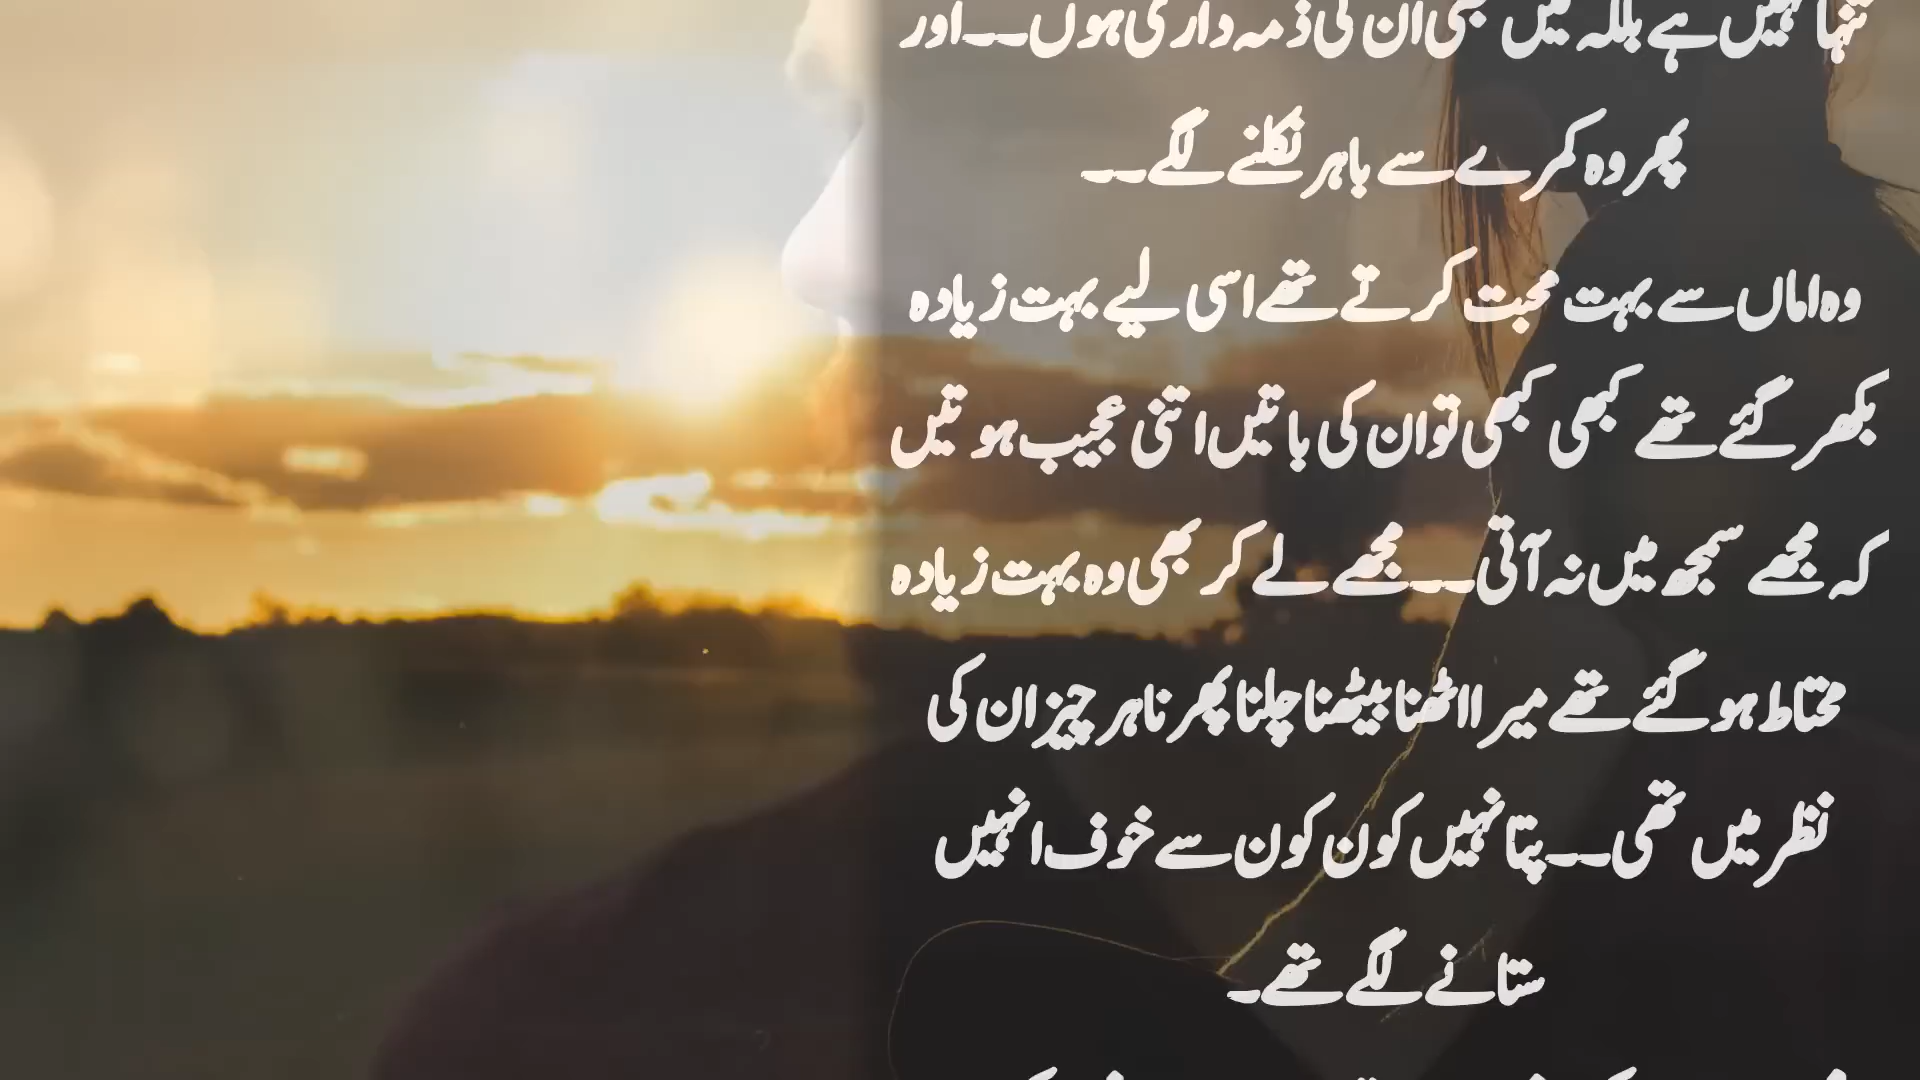 تنہا نہیں ہے بلکہ میں بھی ان کی ذمہ داری ہوں۔۔۔اور
پھر وہ کمرے سے باہر نکلنے لگے۔۔۔
وہ اماں سے بہت محبت کرتے تھے اسی لیے بہت زیادہ
بکھر گئے تھے کبھی کبھی تو ان کی باتیں اتنی عجیب ہوتیں
کہ مجھے سمجھ میں نہ آتی۔۔۔مجھے لے کر بھی وہ بہت زیادہ
محتاط ہو گئے تھے میرا اٹھنا بیٹھنا چلنا پھرنا ہر چیز ان کی
نظر میں تھی۔۔۔پتا نہیں کون کون سے خوف انہیں
ستانے لگے تھے۔